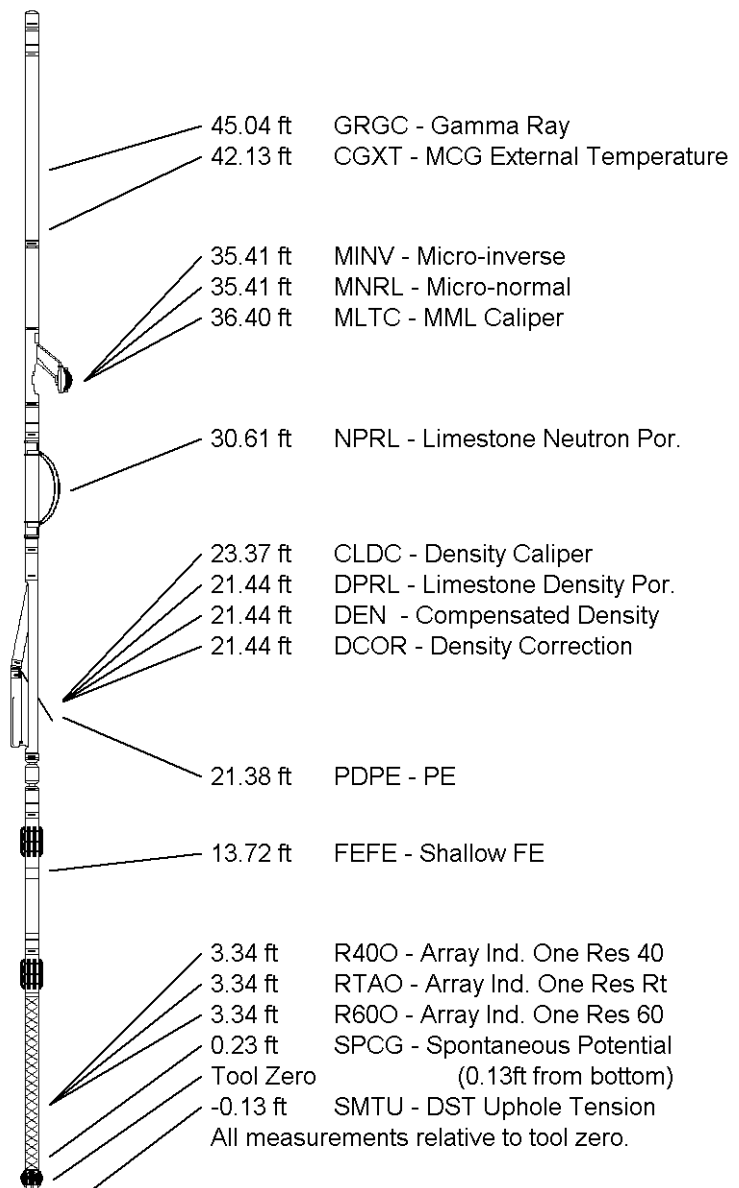 45.04 ft GRGC - Gamma Ray
42.13 ft CGXT - MCG External Temperature
35.41 ft MINV - Micro-inverse
35.41 ft MNRL - Micro-normal
36.40 ft MLTC - MML Caliper
30.61 ft NPRL - Limestone Neutron Por.
23.37 ft CLDC - Density Caliper
21.44 ft DPRL - Limestone Density Por.
21.44 ft DEN - Compensated Density
21.44 ft DCOR - Density Correction
21.38 ft PDPE - PE
13.72 ft FEFE - Shallow FE
3.34 ft R40O - Array Ind. One Res 40
3.34 ft RTAO - Array Ind. One Res Rt
3.34 ft R60O - Array Ind. One Res 60
0.23 ft SPCG - Spontaneous Potential
Tool Zero (0.13ft from bottom)
-0.13 ft SMTU - DST Uphole Tension
All measurements relative to tool zero.